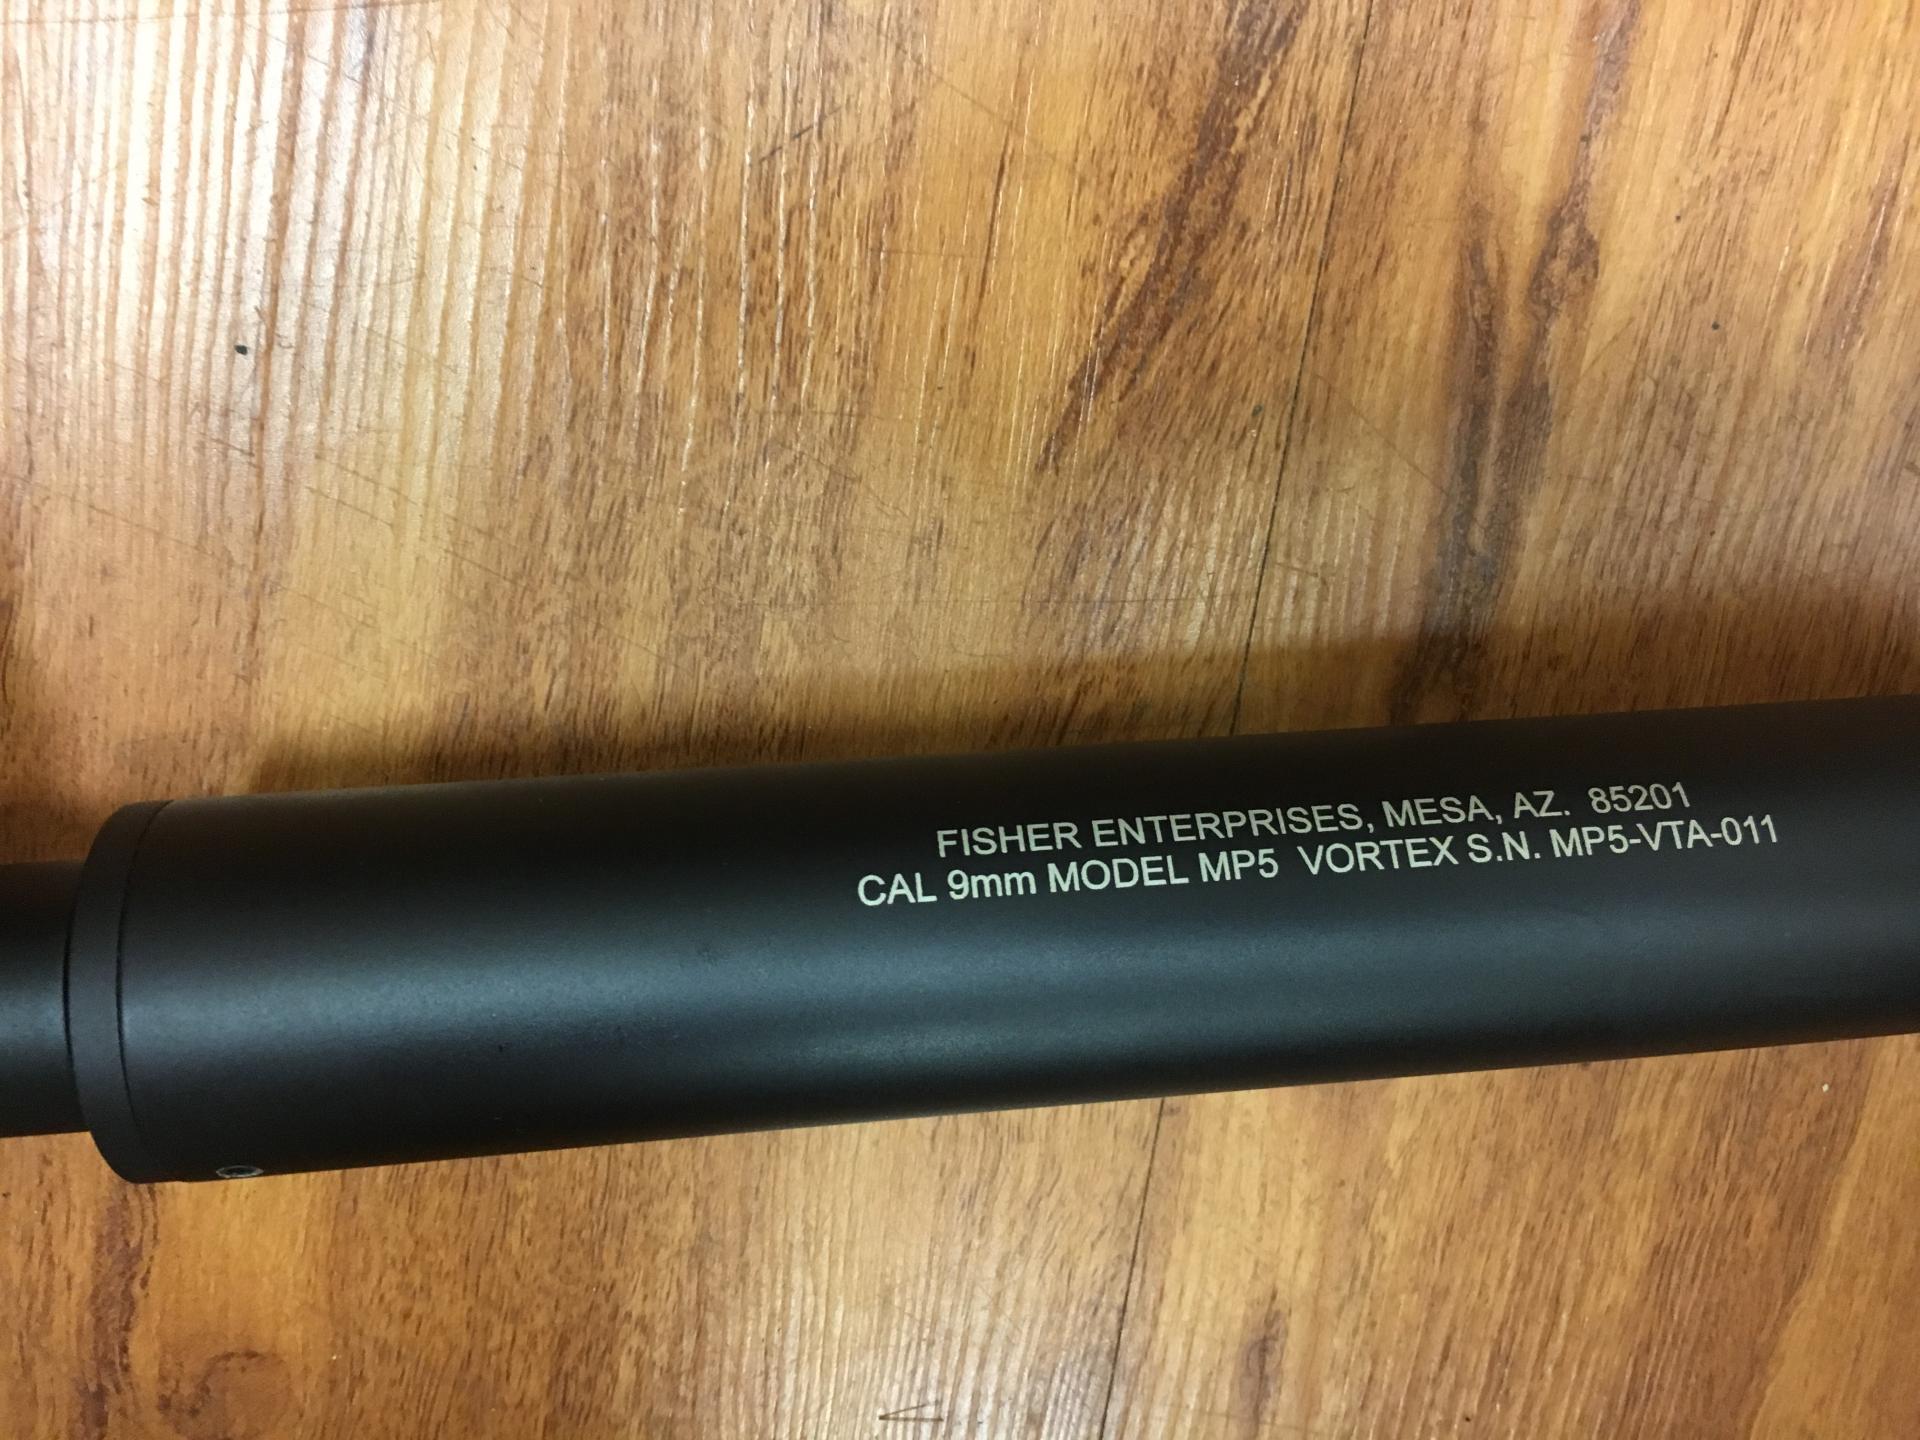 FISHER ENTERPRISES, MESA, AZ. 85201
CAL 9mm MODEL MP5 VORTEX S.N. MP5-VTA-011